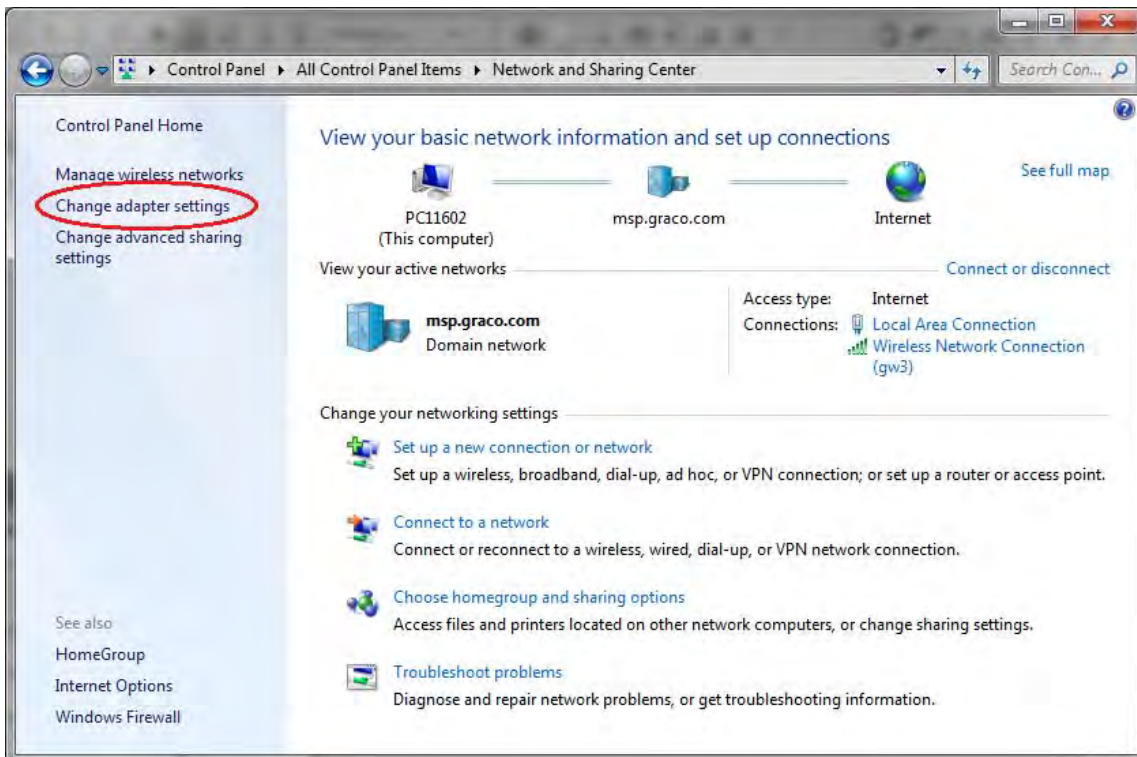 Control Panel ▸ All Control Panel Items ▸ Network and Sharing Center
Search Con...
Control Panel Home
Manage wireless networks
Change adapter settings
Change advanced sharing
settings
See also
HomeGroup
Internet Options
Windows Firewall
View your basic network information and set up connections
See full map
PC11602
(This computer)
msp.graco.com
Internet
View your active networks
Connect or disconnect
msp.graco.com
Domain network
Access type: Internet
Connections: Local Area Connection
Wireless Network Connection
(gw3)
Change your networking settings
Set up a new connection or network
Set up a wireless, broadband, dial-up, ad hoc, or VPN connection; or set up a router or access point.
Connect to a network
Connect or reconnect to a wireless, wired, dial-up, or VPN network connection.
Choose homegroup and sharing options
Access files and printers located on other network computers, or change sharing settings.
Troubleshoot problems
Diagnose and repair network problems, or get troubleshooting information.